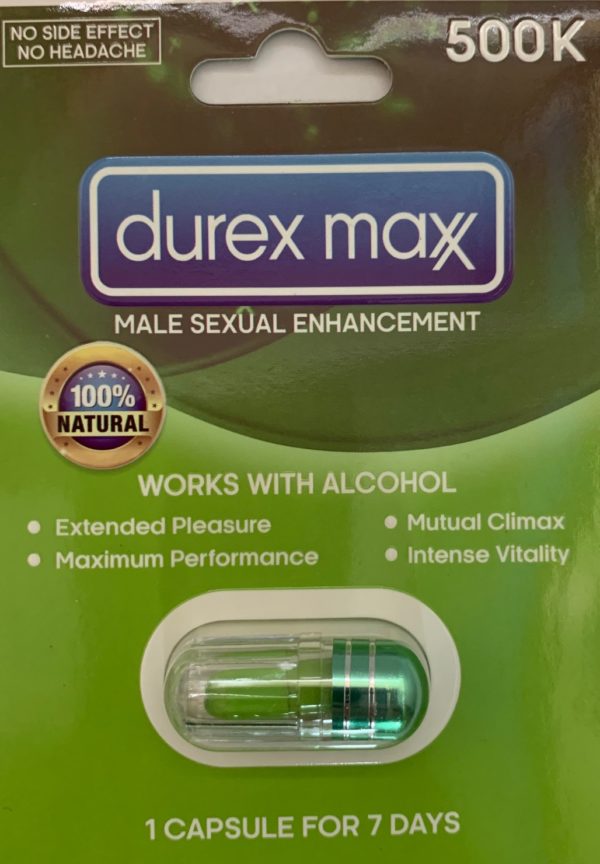 NO SIDE EFFECT
NO HEADACHE
500K
durex maxx
MALE SEXUAL ENHANCEMENT
100%
NATURAL
WORKS WITH ALCOHOL
Extended Pleasure
Mutual Climax
Maximum Performance
Intense Vitality
1 CAPSULE FOR 7 DAYS